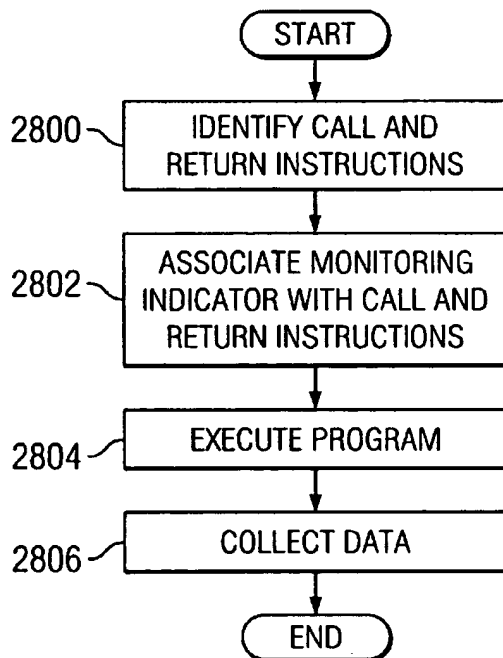 START
2800
IDENTIFY CALL AND
RETURN INSTRUCTIONS
2802
ASSOCIATE MONITORING
INDICATOR WITH CALL AND
RETURN INSTRUCTIONS
2804
EXECUTE PROGRAM
2806
COLLECT DATA
END